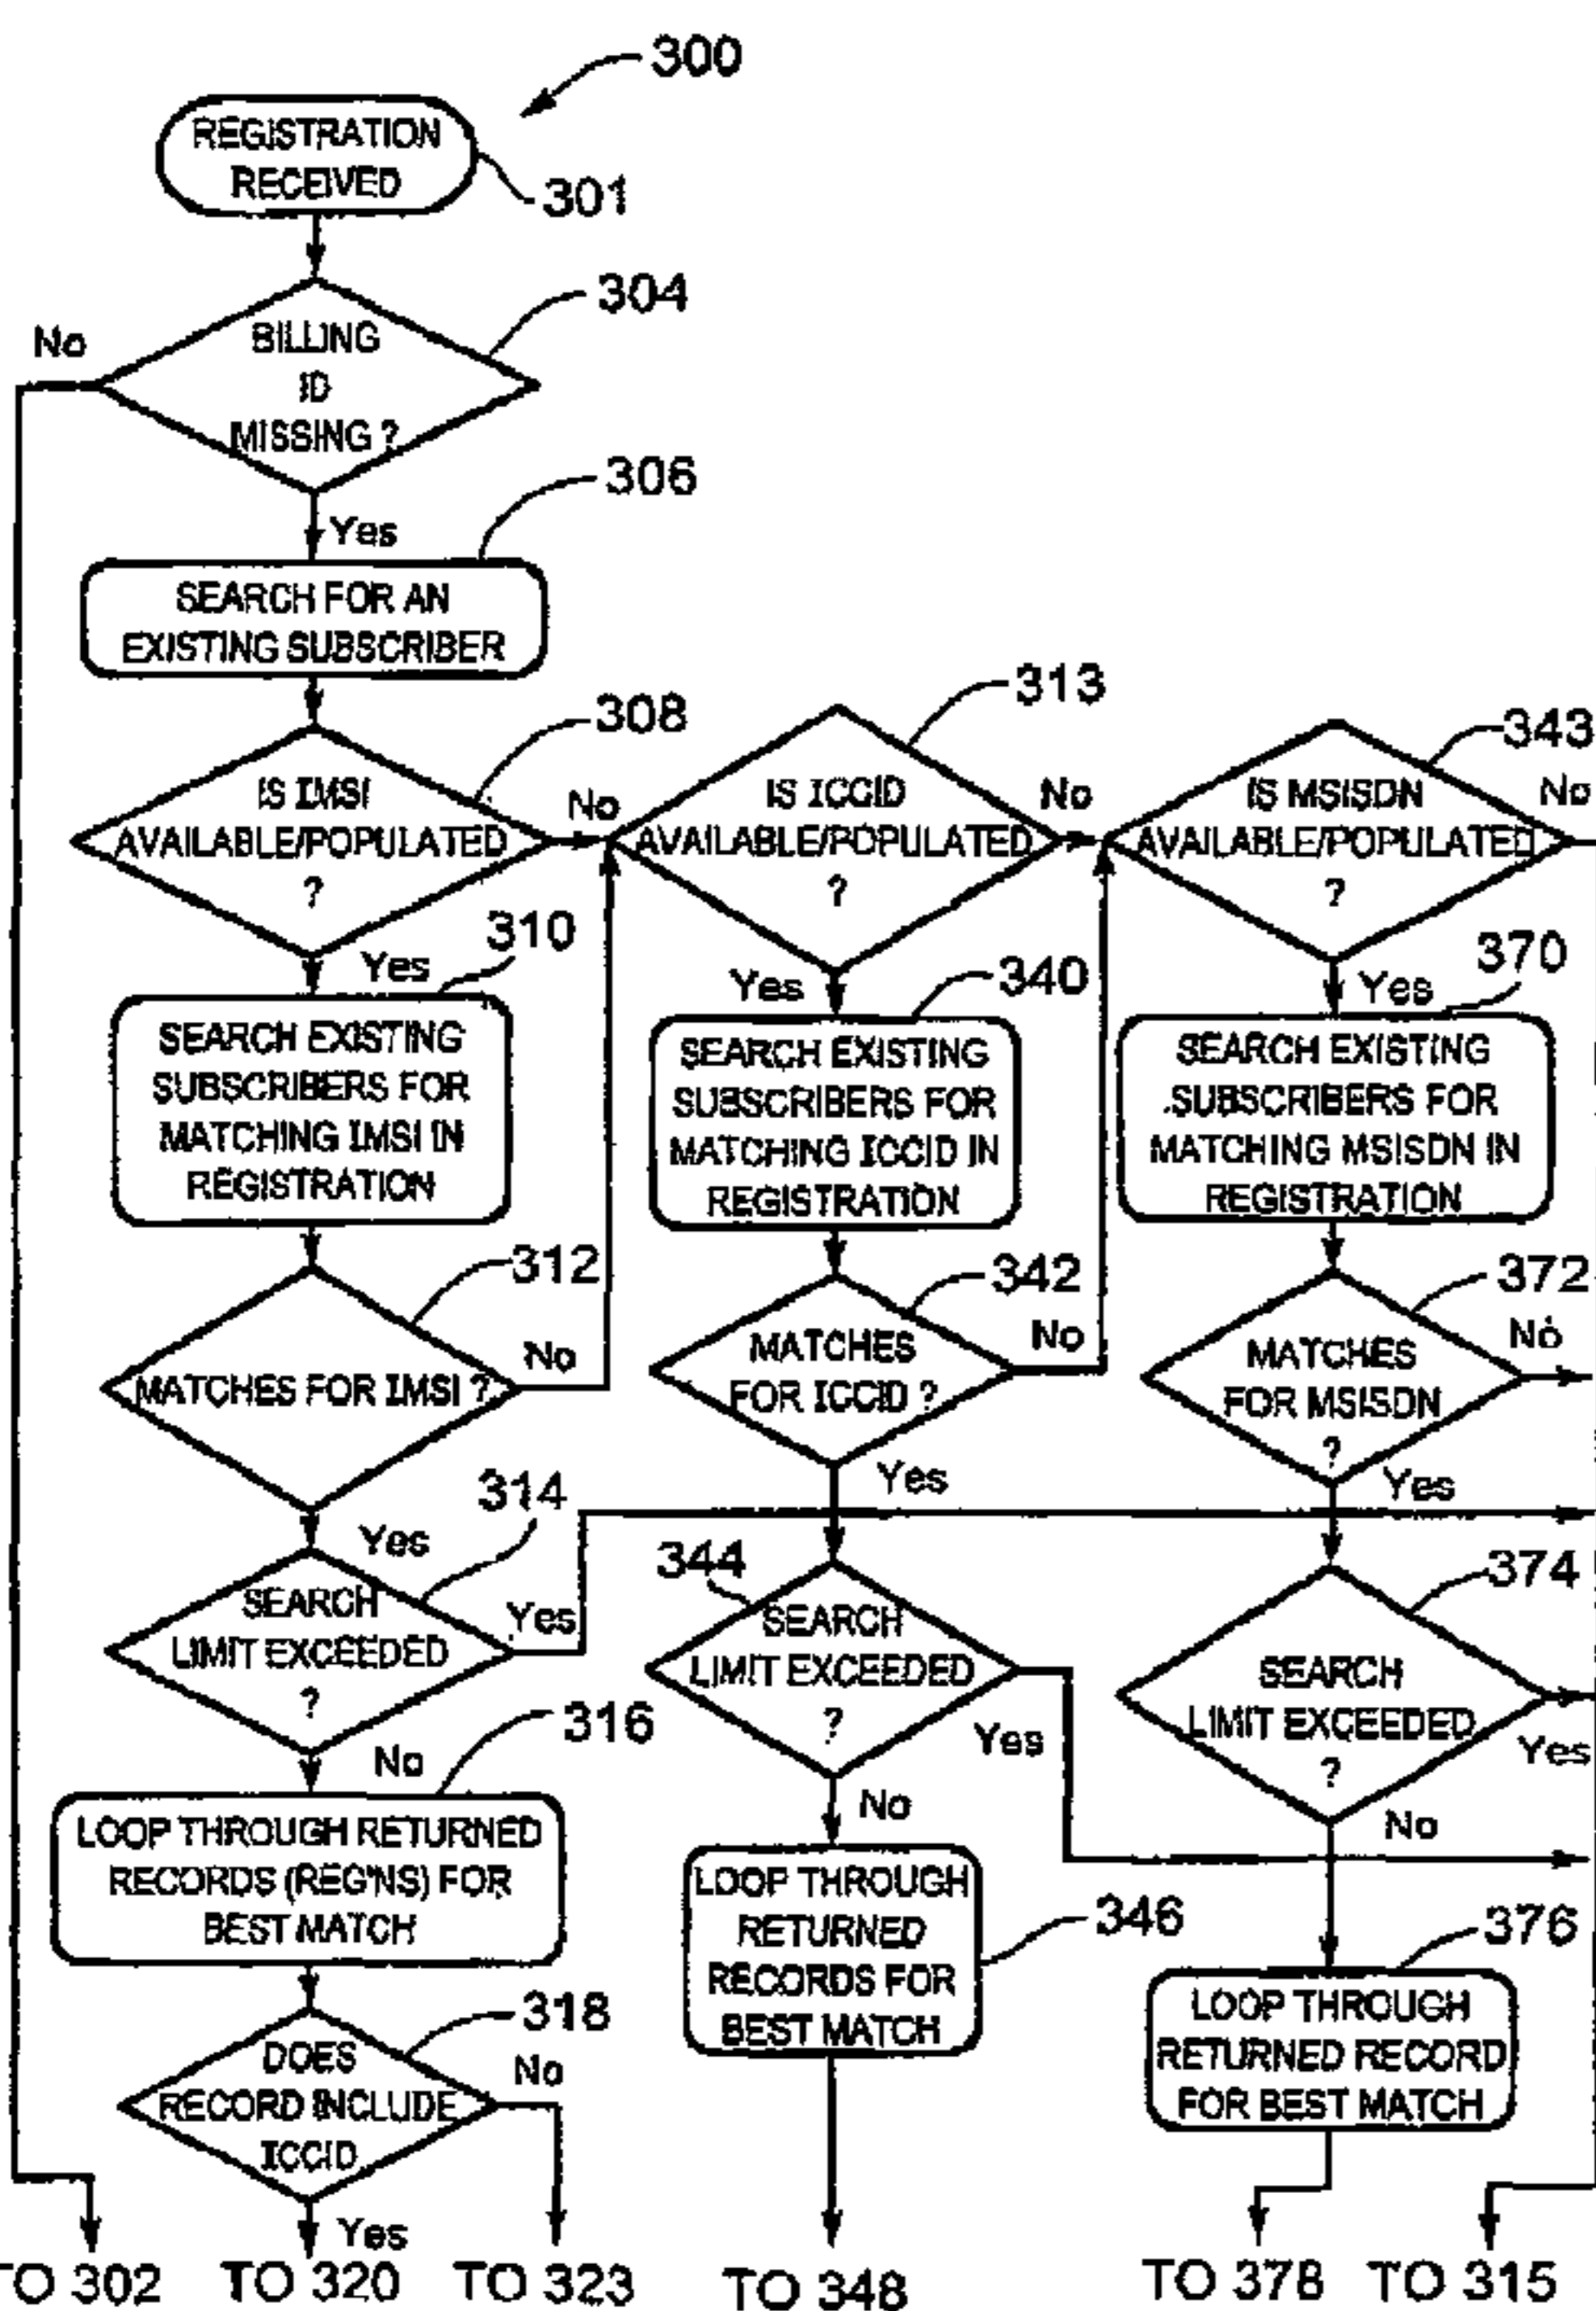 300
REGISTRATION
RECEIVED
301
304
No
BILLING
ID
MISSING ?
306
Yes
SEARCH FOR AN
EXISTING SUBSCRIBER
308
IS IMSI
AVAILABLE/POPULATED
?
No
313
IS ICCID
AVAILABLE/POPULATED
?
No
343
IS MSISDN
AVAILABLE/POPULATED
?
No
Yes
310
SEARCH EXISTING
SUBSCRIBERS FOR
MATCHING IMSI IN
REGISTRATION
Yes
340
SEARCH EXISTING
SUBSCRIBERS FOR
MATCHING ICCID IN
REGISTRATION
Yes
370
SEARCH EXISTING
SUBSCRIBERS FOR
MATCHING MSISDN IN
REGISTRATION
312
MATCHES FOR IMSI ?
No
342
MATCHES
FOR ICCID ?
No
372
MATCHES
FOR MSISDN
?
No
Yes
314
SEARCH
LIMIT EXCEEDED
?
Yes
Yes
344
SEARCH
LIMIT EXCEEDED
?
Yes
Yes
374
SEARCH
LIMIT EXCEEDED
?
Yes
No
316
LOOP THROUGH RETURNED
RECORDS (REG'NS) FOR
BEST MATCH
No
LOOP THROUGH
RETURNED
RECORDS FOR
BEST MATCH
346
No
376
LOOP THROUGH
RETURNED RECORD
FOR BEST MATCH
318
DOES
RECORD INCLUDE
ICCID
No
Yes
TO 302
TO 320
TO 323
TO 348
TO 378
TO 315